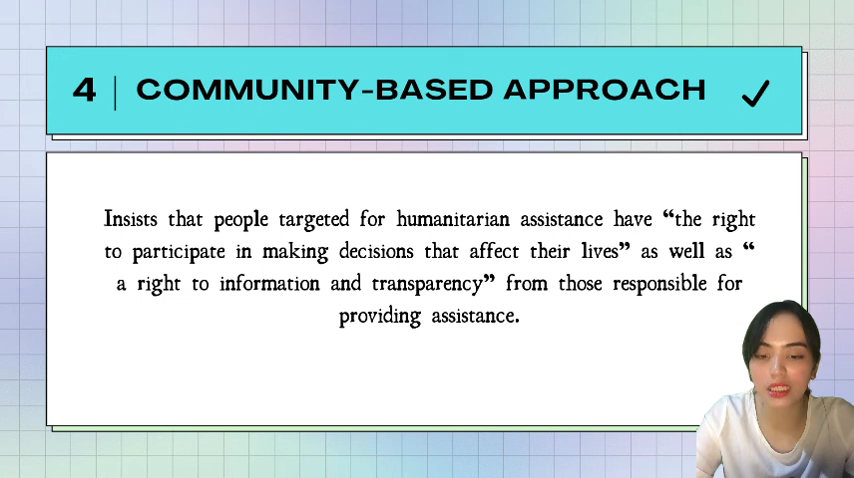 4 | COMMUNITY-BASED APPROACH
Insists that people targeted for humanitarian assistance have “the right
to participate in making decisions that affect their lives” as well as “
a right to information and transparency” from those responsible for
providing assistance.